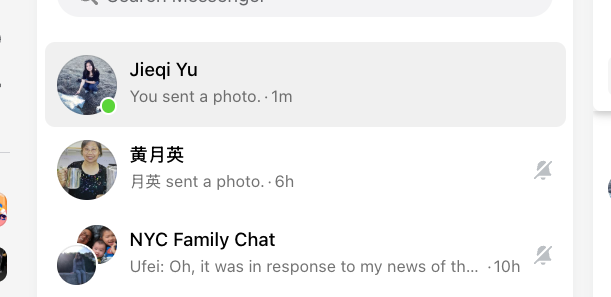 Search Messenger
Jieqi Yu
You sent a photo. · 1m
黄月英
月英 sent a photo. · 6h
NYC Family Chat
Ufei: Oh, it was in response to my news of th... · 10h